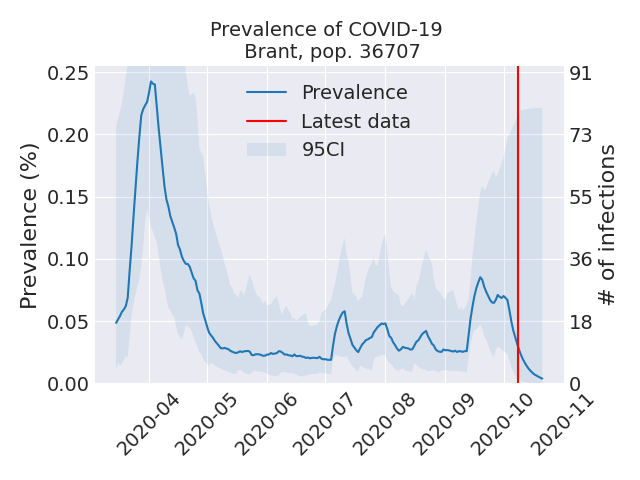 Prevalence of COVID-19
Brant, pop. 36707
Prevalence (%)
0.25
0.20
0.15
0.10
0.05
0.00
Prevalence
Latest data
95CI
91
73
55
36
18
0
# of infections
2020-04
2020-05
2020-06
2020-07
2020-08
2020-09
2020-10
2020-11